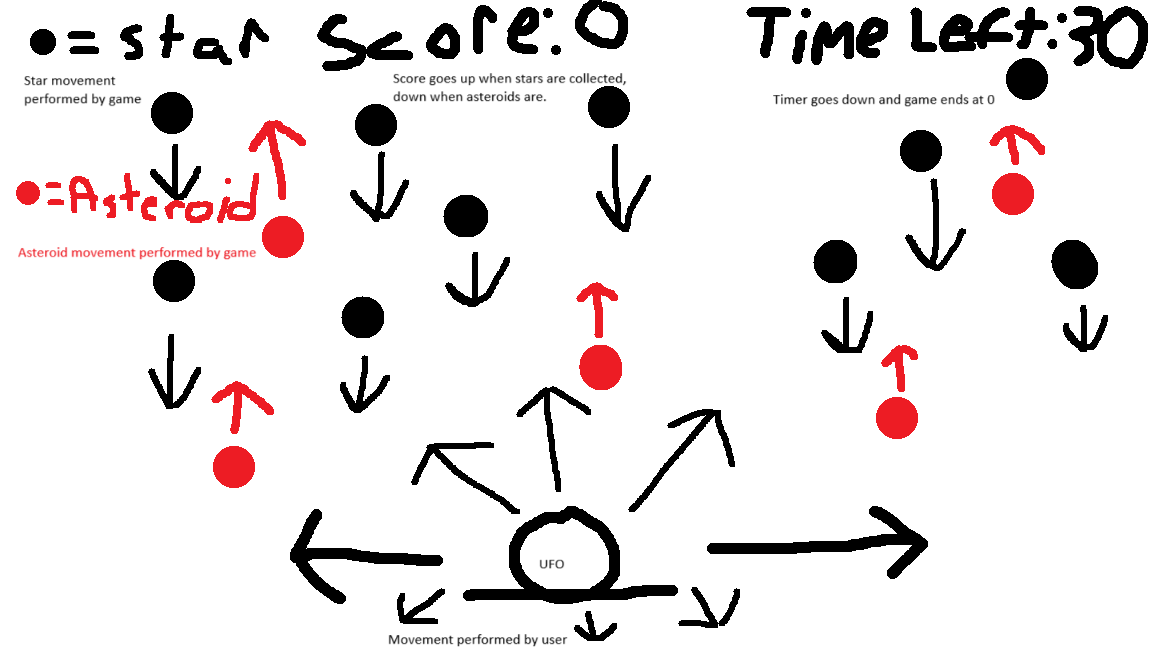 = star Score: 0 Time Left: 30
Star movement
performed by game
Score goes up when stars are collected,
down when asteroids are.
Timer goes down and game ends at 0
= Asteroid
Asteroid movement performed by game
UFO
Movement performed by user